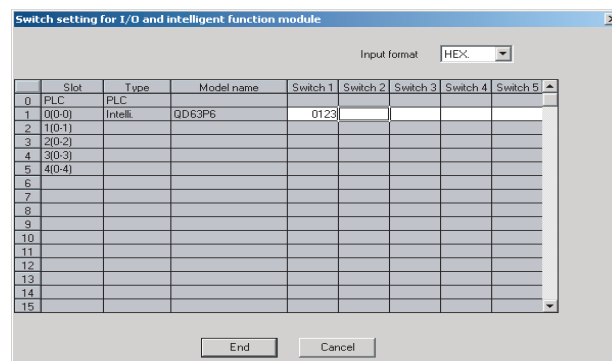 Switch setting for I/O and intelligent function module
Input format HEX.
Slot Type Model name Switch 1 Switch 2 Switch 3 Switch 4 Switch 5
0 PLC PLC
1 0(0-0) Intelli. QD63P6 0123
2 1(0-1)
3 2(0-2)
4 3(0-3)
5 4(0-4)
6
7
8
9
10
11
12
13
14
15
End Cancel